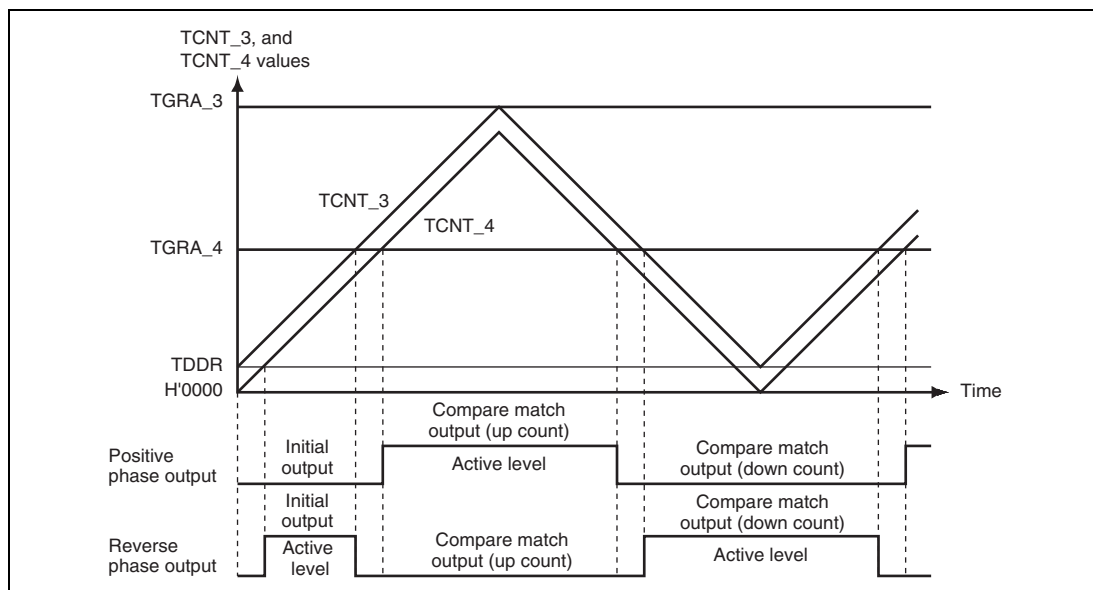 TCNT_3, and
TCNT_4 values
TGRA_3
TCNT_3
TCNT_4
TGRA_4
TDDR
H'0000
Time
Compare match
output (up count)
Positive
phase output
Initial
output
Active level
Compare match
output (down count)
Initial
output
Compare match
output (down count)
Reverse
phase output
Active
level
Compare match
output (up count)
Active level